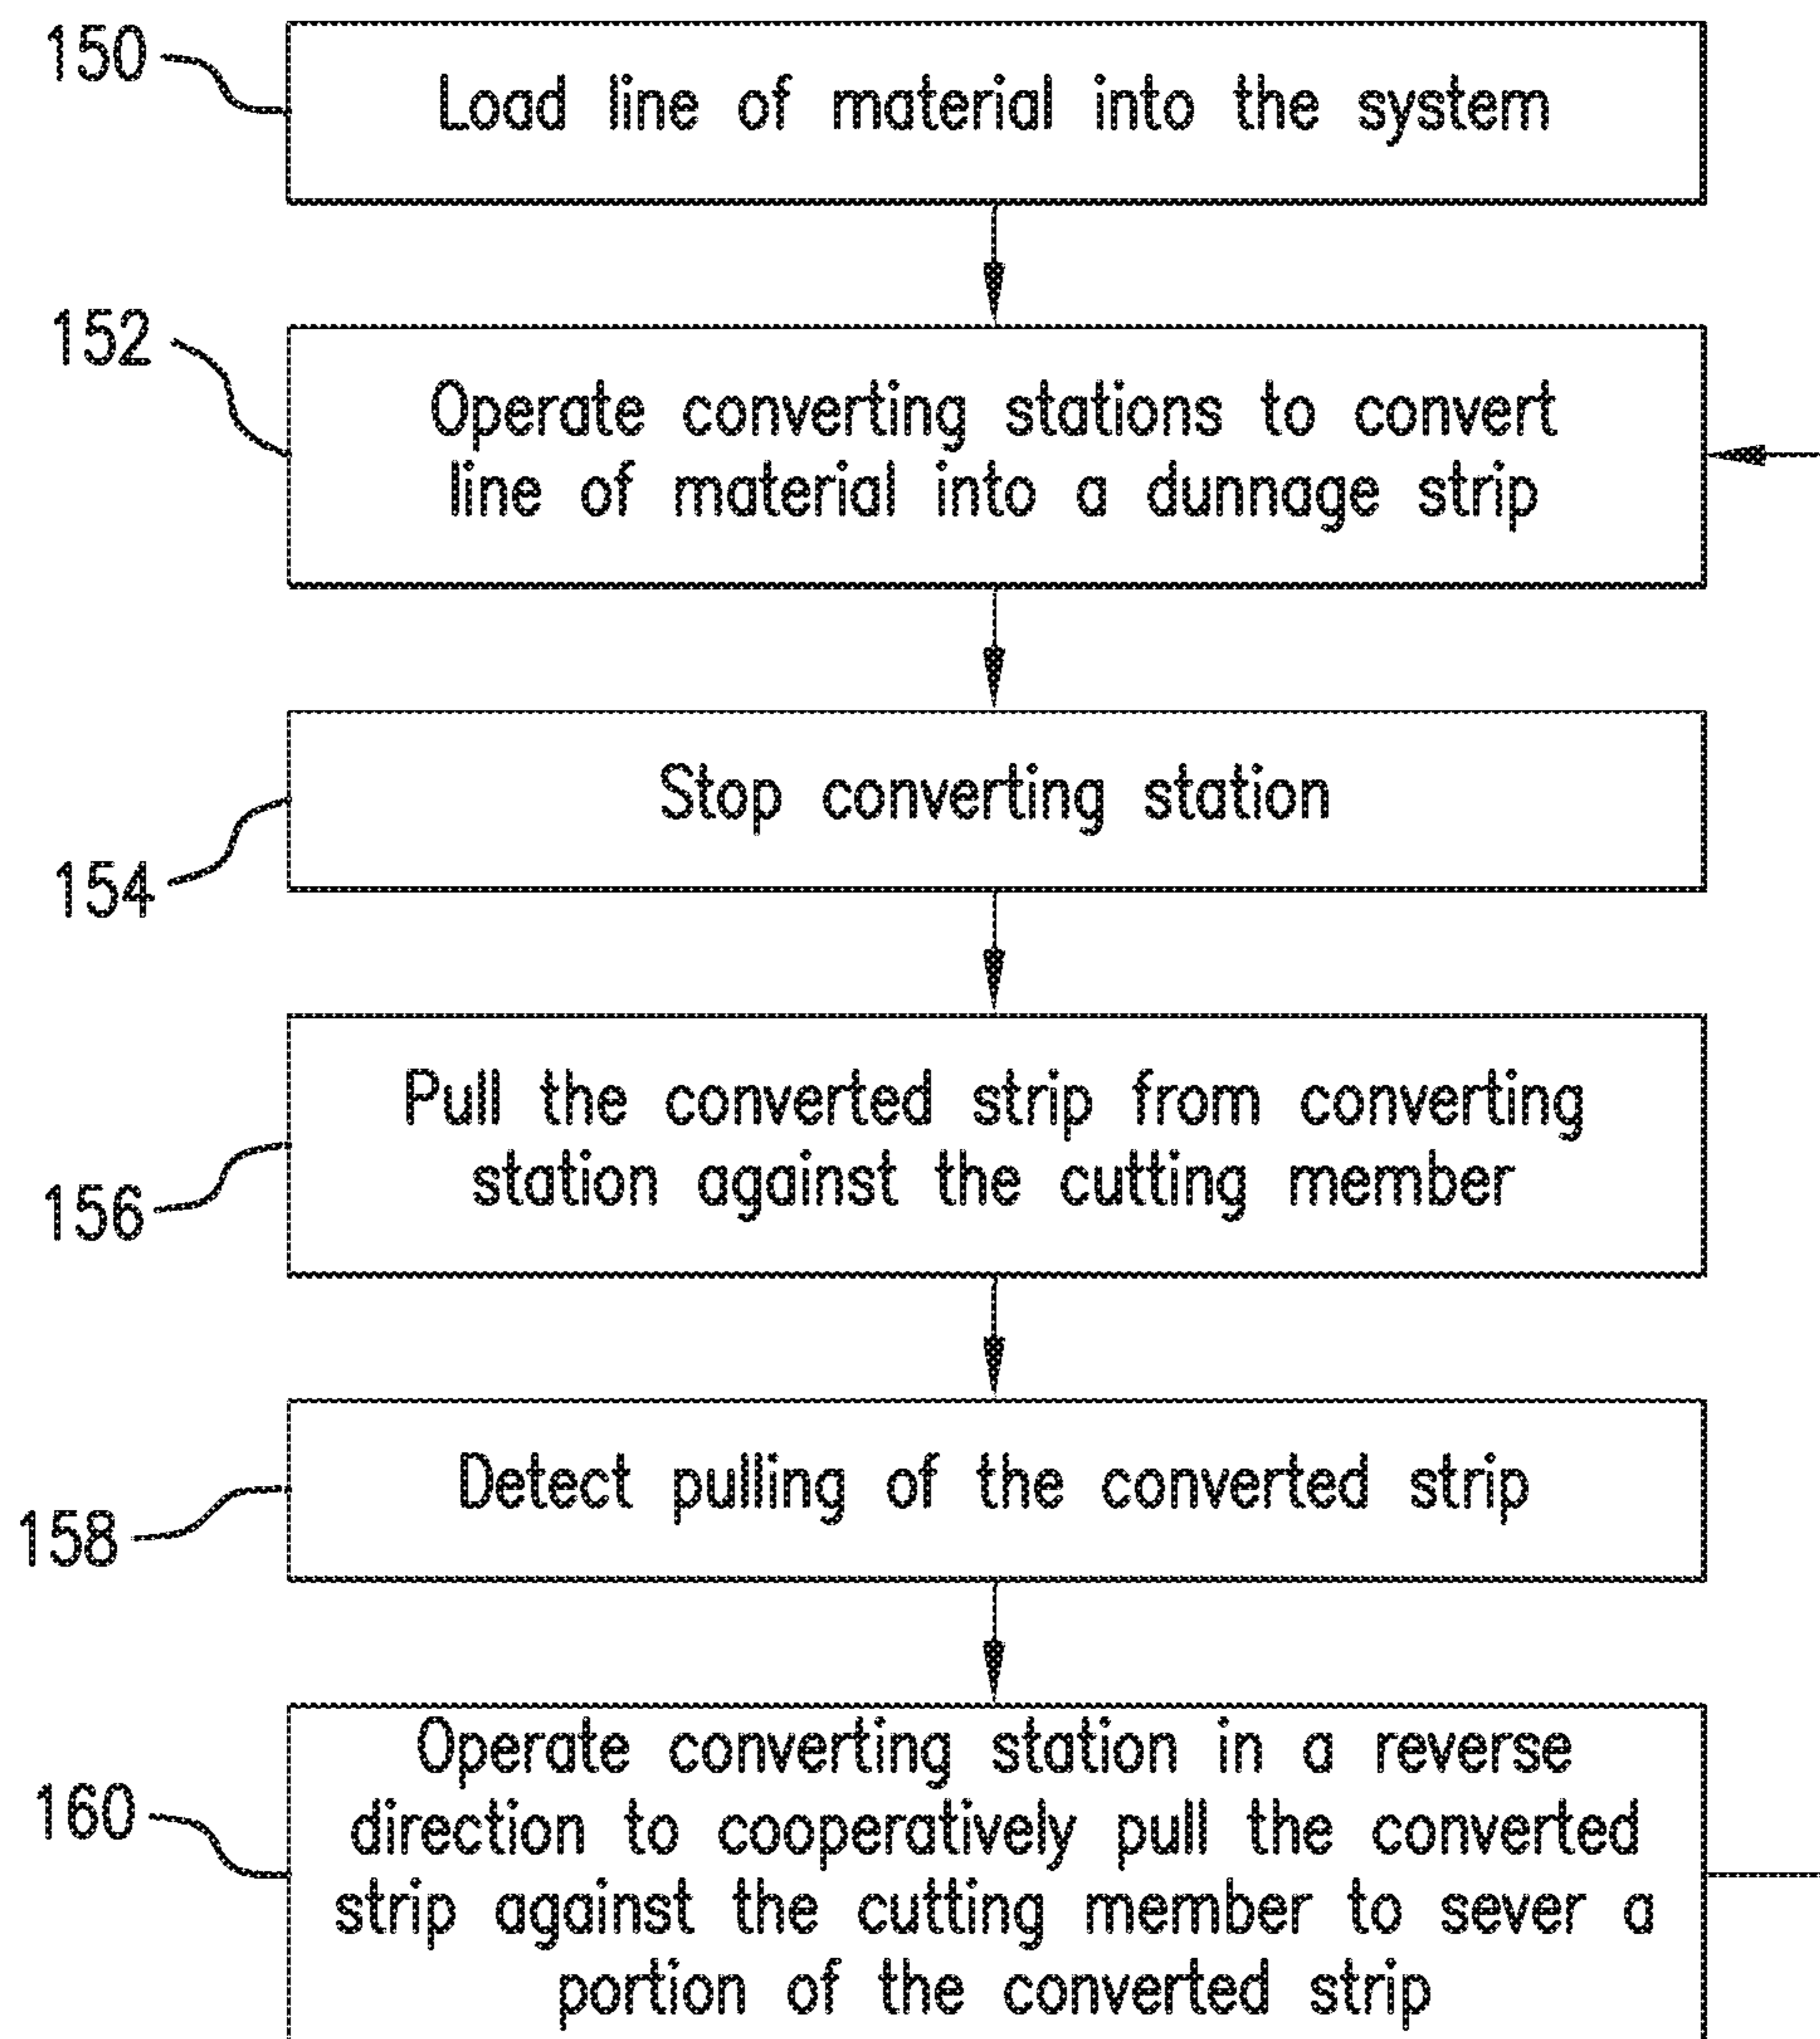 150
Load line of material into the system
152
Operate converting stations to convert
line of material into a dunnage strip
Stop converting station
154
Pull the converted strip from converting
station against the cutting member
156
Detect pulling of the converted strip
158
Operate converting station in a reverse
160
direction to cooperatively pull the converted
strip against the cutting member to sever a
portion of the converted strip